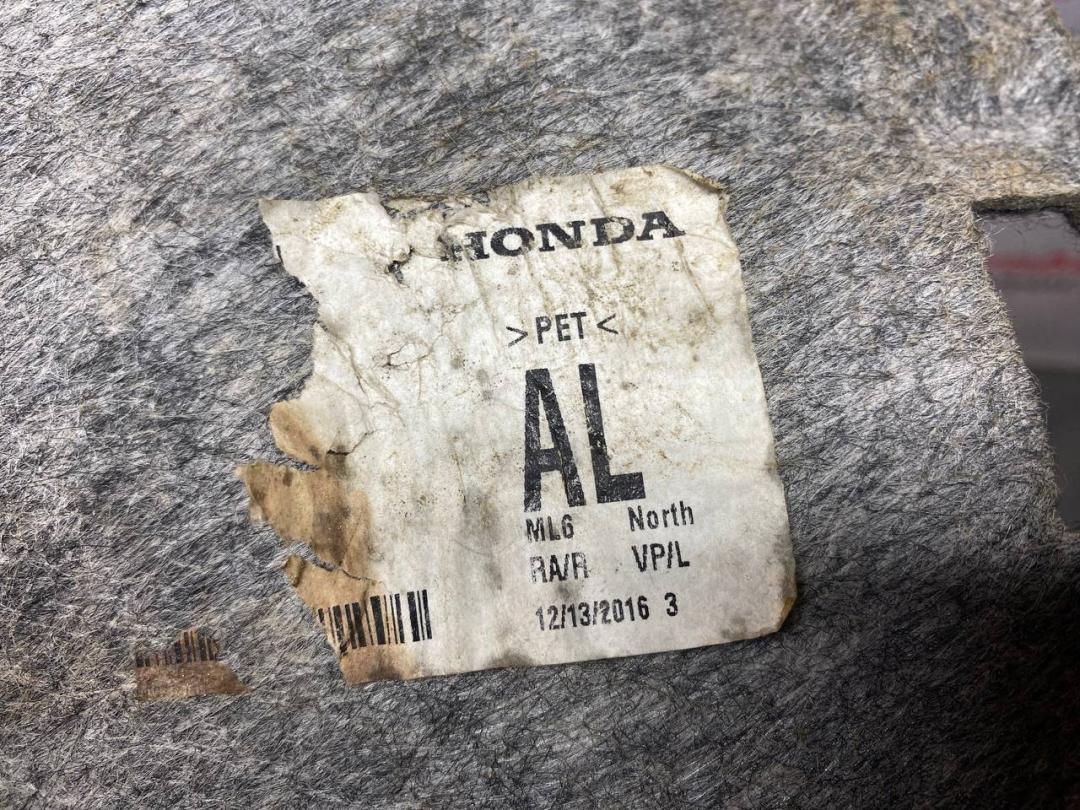 HONDA
>PET<
AL
ML6 North
RA/R VP/L
12/13/2016 3